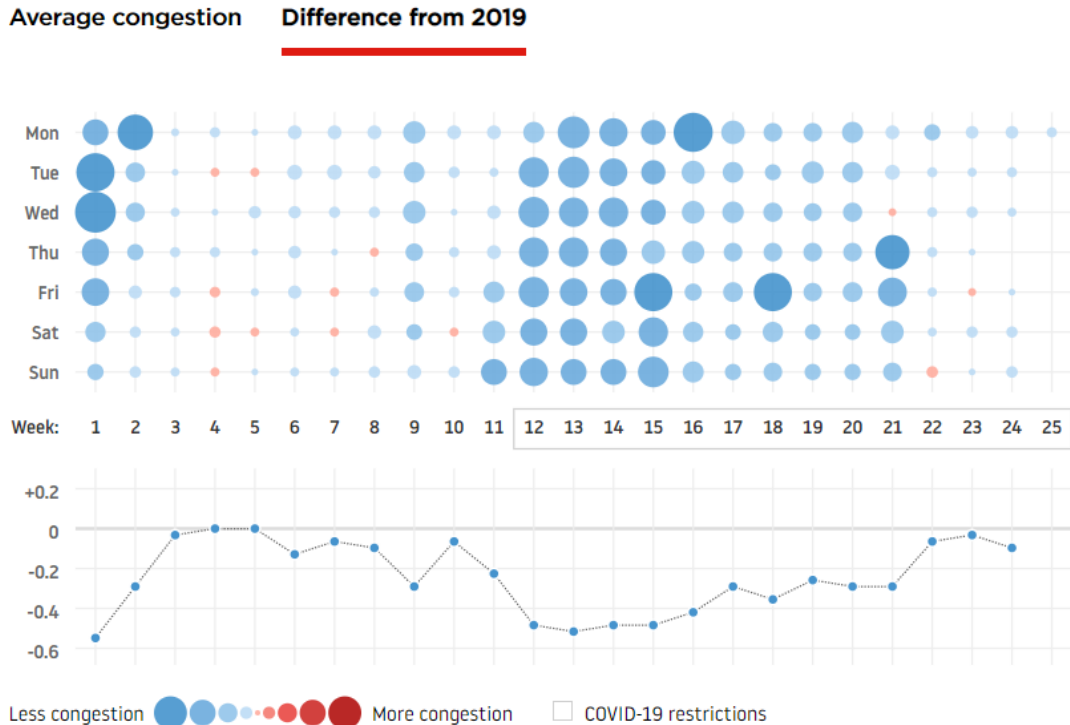 Average congestion Difference from 2019
Mon
Tue
Wed
Thu
Fri
Sat
Sun
Week: 1 2 3 4 5 6 7 8 9 10 11 12 13 14 15 16 17 18 19 20 21 22 23 24 25
+0.2
0
-0.2
-0.4
-0.6
Less congestion More congestion COVID-19 restrictions